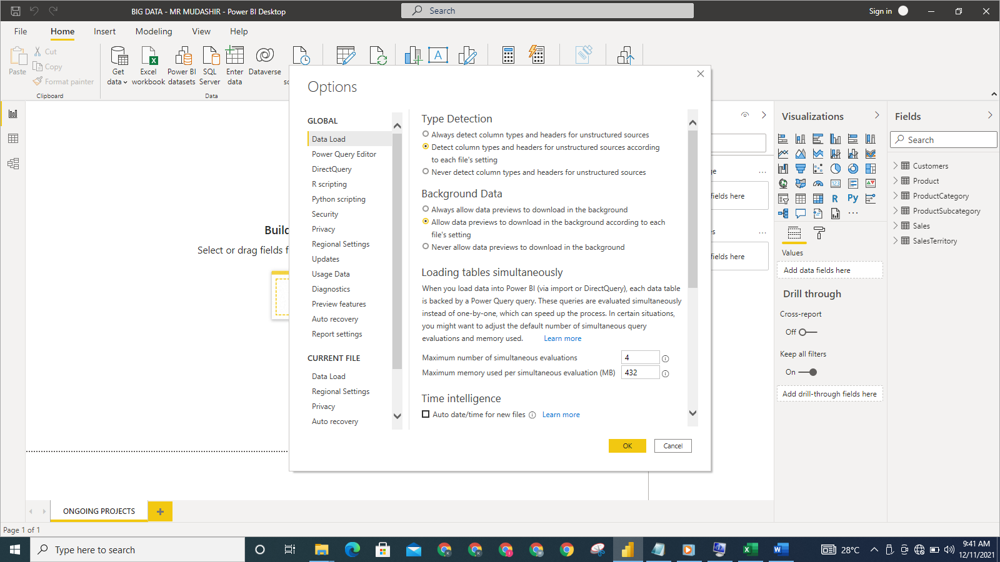 BIG DATA - MR MUDASHIR - Power BI Desktop
Search
Sign in
File
Home
Insert
Modeling
View
Help
Paste
Cut
Copy
Format painter
Clipboard
Get data
Excel workbook
Power BI datasets
SQL Server
Enter data
Dataverse
Data
Options
GLOBAL
Data Load
Power Query Editor
DirectQuery
R scripting
Python scripting
Security
Privacy
Regional Settings
Updates
Usage Data
Diagnostics
Preview features
Auto recovery
Report settings
CURRENT FILE
Data Load
Regional Settings
Privacy
Auto recovery
Type Detection
Always detect column types and headers for unstructured sources
Detect column types and headers for unstructured sources according
to each file's setting
Never detect column types and headers for unstructured sources
Background Data
Always allow data previews to download in the background
Allow data previews to download in the background according to each
file's setting
Never allow data previews to download in the background
Loading tables simultaneously
When you load data into Power BI (via import or DirectQuery), each data table
is backed by a Power Query query. These queries are evaluated simultaneously
instead of one-by-one, which can speed up the process. In certain situations,
you might want to adjust the default number of simultaneous query
evaluations and memory used. Learn more
Maximum number of simultaneous evaluations 4
Maximum memory used per simultaneous evaluation (MB) 432
Time intelligence
Auto date/time for new files Learn more
OK
Cancel
Select or drag fields f
ields here
ields here
Visualizations
R
Py
123
Values
Add data fields here
Drill through
Cross-report
Off
Keep all filters
On
Add drill-through fields here
Fields
Search
Customers
Product
ProductCategory
ProductSubcategory
Sales
SalesTerritory
ONGOING PROJECTS
Page 1 of 1
Type here to search
28°C
9:41 AM
12/11/2021